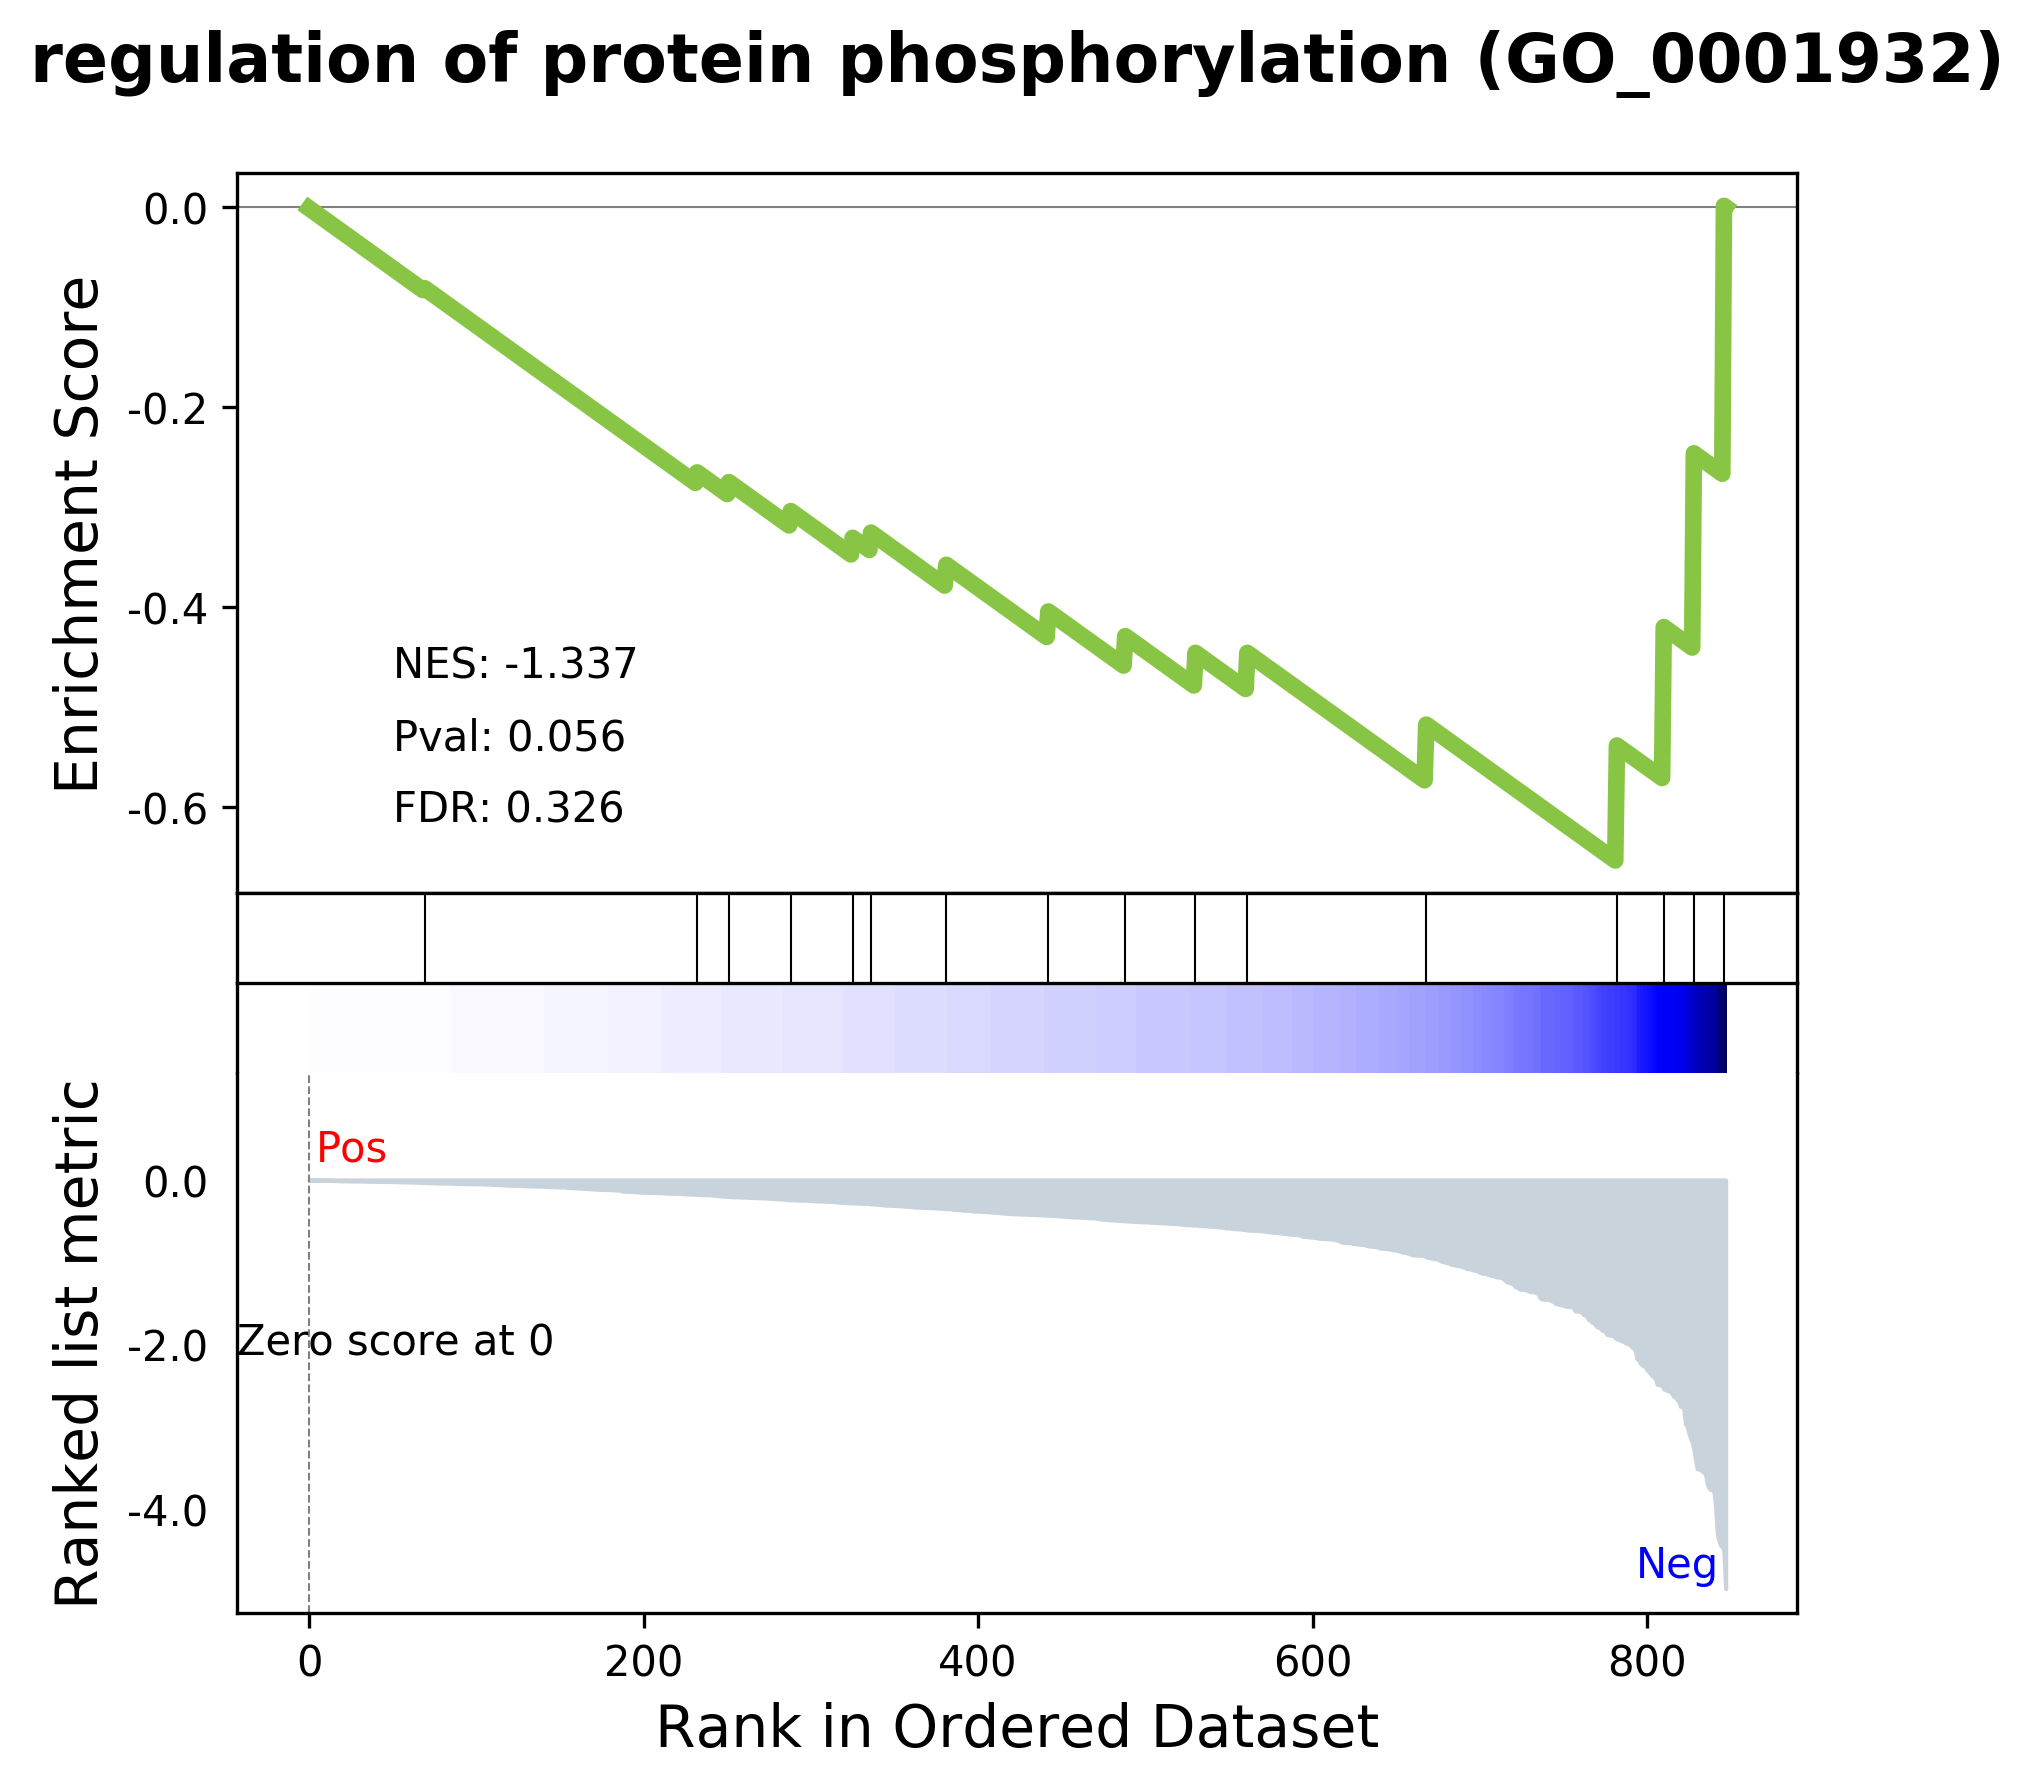 regulation of protein phosphorylation (GO_0001932)
Enrichment Score
0.0
-0.2
-0.4
-0.6
NES: -1.337
Pval: 0.056
FDR: 0.326
Ranked list metric
Pos
0.0
-2.0
-4.0
Zero score at 0
Neg
0 200 400 600 800
Rank in Ordered Dataset